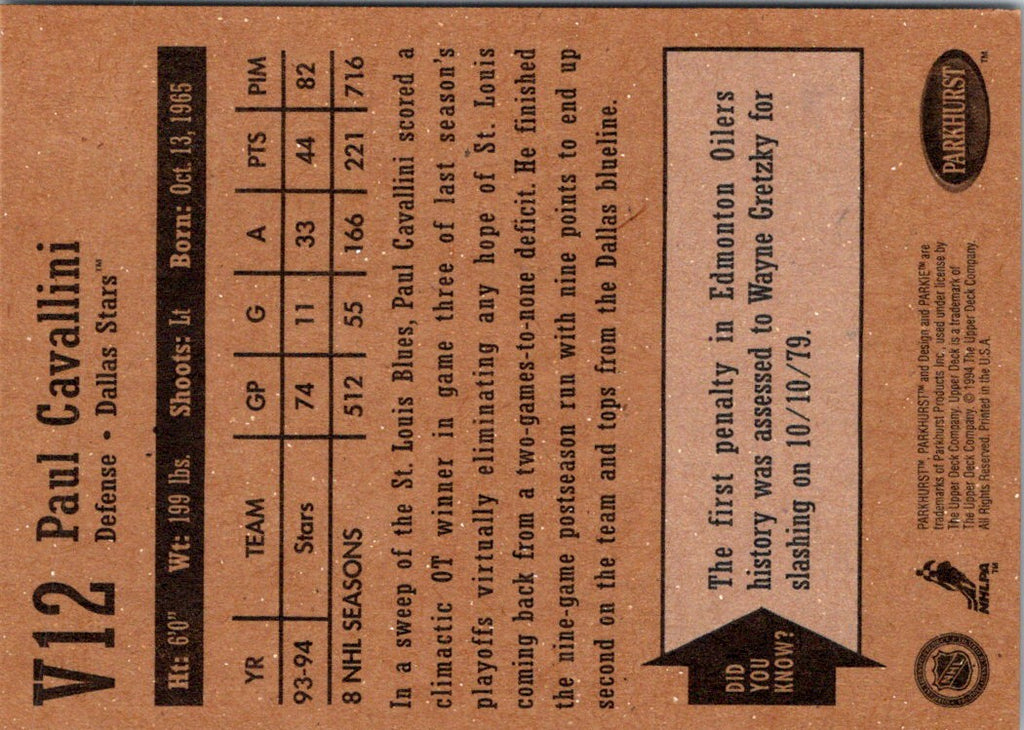 V12 Paul Cavallini
Defense • Dallas Stars™
Ht: 6'0" Wt: 199 lbs. Shoots: Lt Born: Oct. 13, 1965
YR TEAM GP G A PTS PIM
93-94 Stars 74 11 33 44 82
8 NHL SEASONS 512 55 166 221 716
In a sweep of the St. Louis Blues, Paul Cavallini scored a
climactic OT winner in game three of last season's
playoffs virtually eliminating any hope of St. Louis
coming back from a two-games-to-none deficit. He finished
the nine-game postseason run with nine points to end up
second on the team and tops from the Dallas blueline.
DID
YOU
KNOW?
The first penalty in Edmonton Oilers
history was assessed to Wayne Gretzky for
slashing on 10/10/79.
NHL
NHLPA™
PARKHURST™, PARKHURST™ and Design and PARKIE™ are
trademarks of Parkhurst Products Inc., used under license by
The Upper Deck Company. Upper Deck is a trademark of
The Upper Deck Company. © 1994 The Upper Deck Company.
All Rights Reserved. Printed in the U.S.A.
PARKHURST™